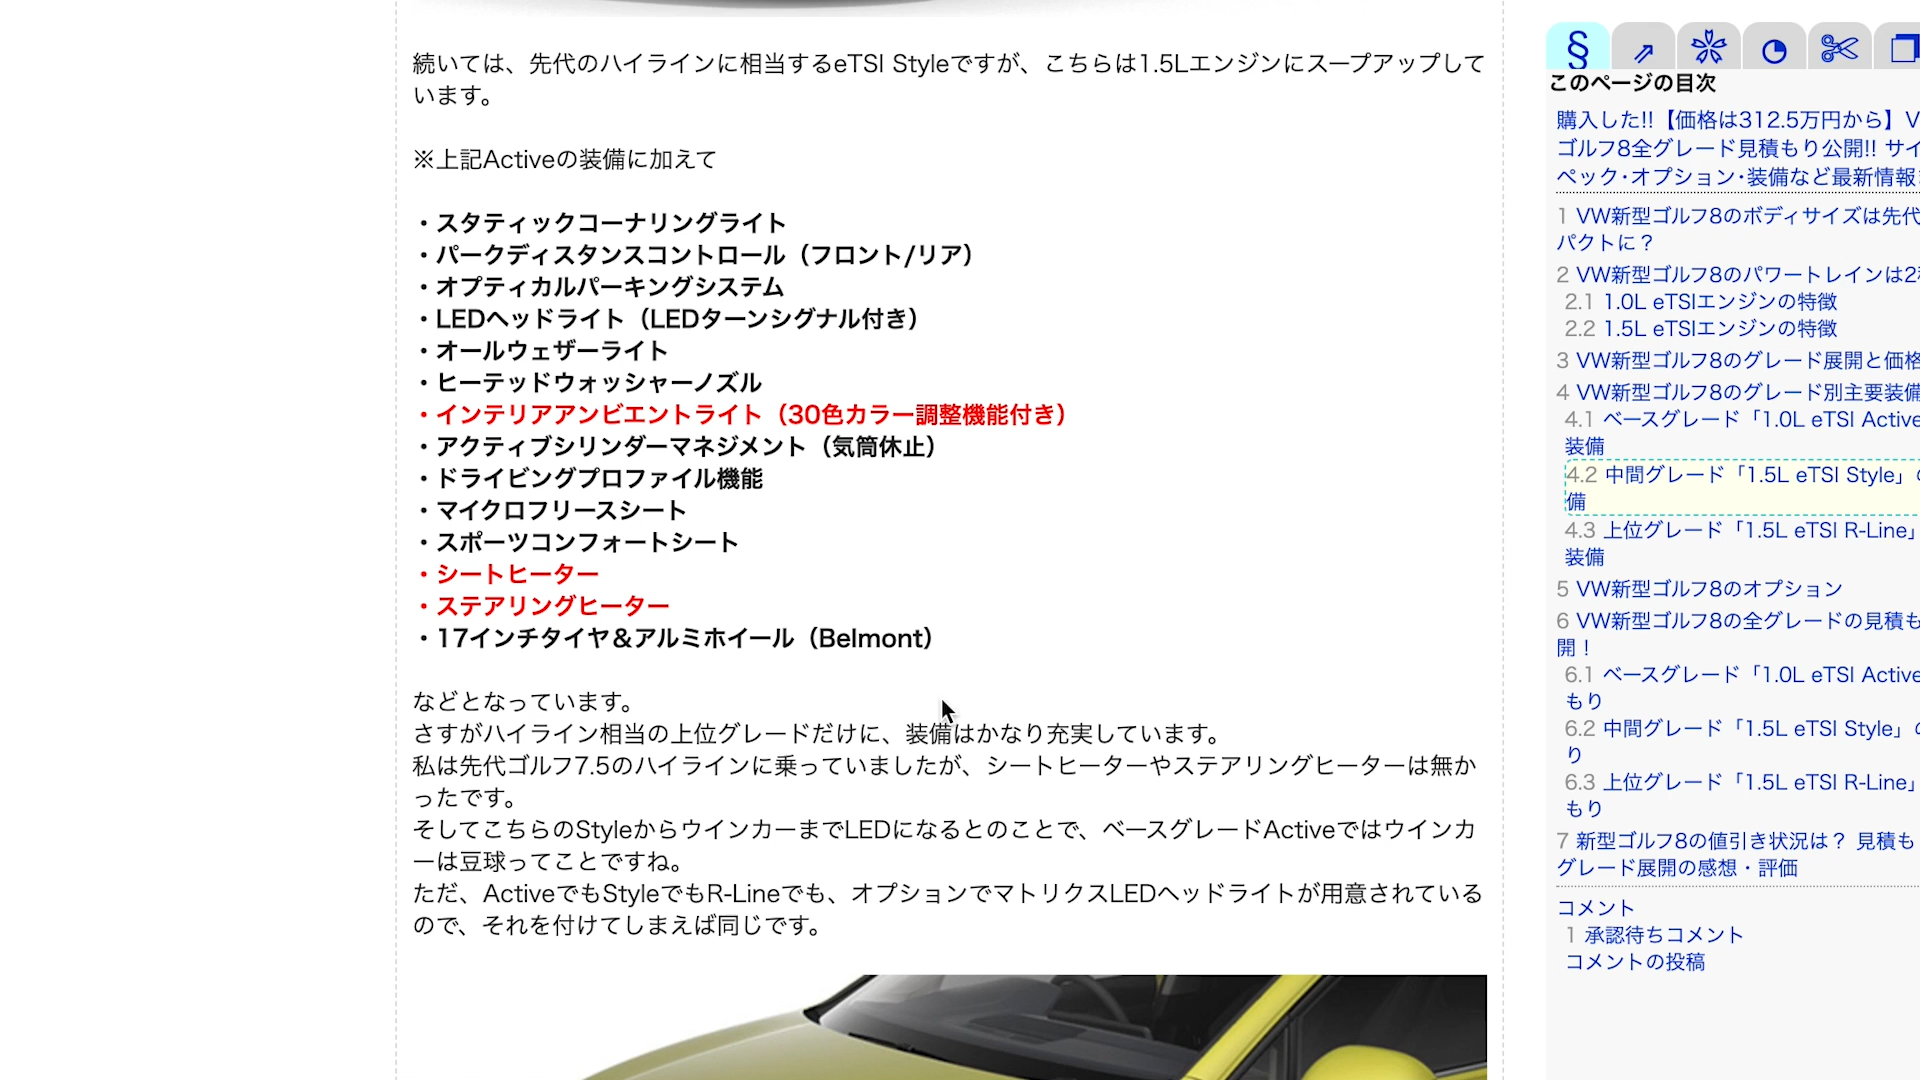 続いては、先代のハイラインに相当するeTSI Styleですが、こちらは1.5Lエンジンにスープアップして
います。
※上記Activeの装備に加えて
・スタティックコーナリングライト
・パークディスタンスコントロール（フロント/リア）
・オプティカルパーキングシステム
・LEDヘッドライト（LEDターンシグナル付き）
・オールウェザーライト
・ヒーテッドウォッシャーノズル
・インテリアアンビエントライト（30色カラー調整機能付き）
・アクティブシリンダーマネジメント（気筒休止）
・ドライビングプロファイル機能
・マイクロフリースシート
・スポーツコンフォートシート
・シートヒーター
・ステアリングヒーター
・17インチタイヤ＆アルミホイール（Belmont）
などとなっています。
さすがハイライン相当の上位グレードだけに、装備はかなり充実しています。
私は先代ゴルフ7.5のハイラインに乗っていましたが、シートヒーターやステアリングヒーターは無か
ったです。
そしてこちらのStyleからウインカーまでLEDになるとのことで、ベースグレードActiveではウインカ
ーは豆球ってことですね。
ただ、ActiveでもStyleでもR-Lineでも、オプションでマトリクスLEDヘッドライトが用意されている
ので、それを付けてしまえば同じです。
§
このページの目次
購入した!!【価格は312.5万円から】V
ゴルフ8全グレード見積もり公開!! サイ
ペック･オプション･装備など最新情報
1 VW新型ゴルフ8のボディサイズは先代
パクトに？
2 VW新型ゴルフ8のパワートレインは2
2.1 1.0L eTSIエンジンの特徴
2.2 1.5L eTSIエンジンの特徴
3 VW新型ゴルフ8のグレード展開と価格
4 VW新型ゴルフ8のグレード別主要装備
4.1 ベースグレード「1.0L eTSI Active
装備
4.2 中間グレード「1.5L eTSI Style」の
備
4.3 上位グレード「1.5L eTSI R-Line」
装備
5 VW新型ゴルフ8のオプション
6 VW新型ゴルフ8の全グレードの見積も
開！
6.1 ベースグレード「1.0L eTSI Active
もり
6.2 中間グレード「1.5L eTSI Style」の
り
6.3 上位グレード「1.5L eTSI R-Line」
もり
7 新型ゴルフ8の値引き状況は？ 見積も
グレード展開の感想・評価
コメント
1 承認待ちコメント
コメントの投稿